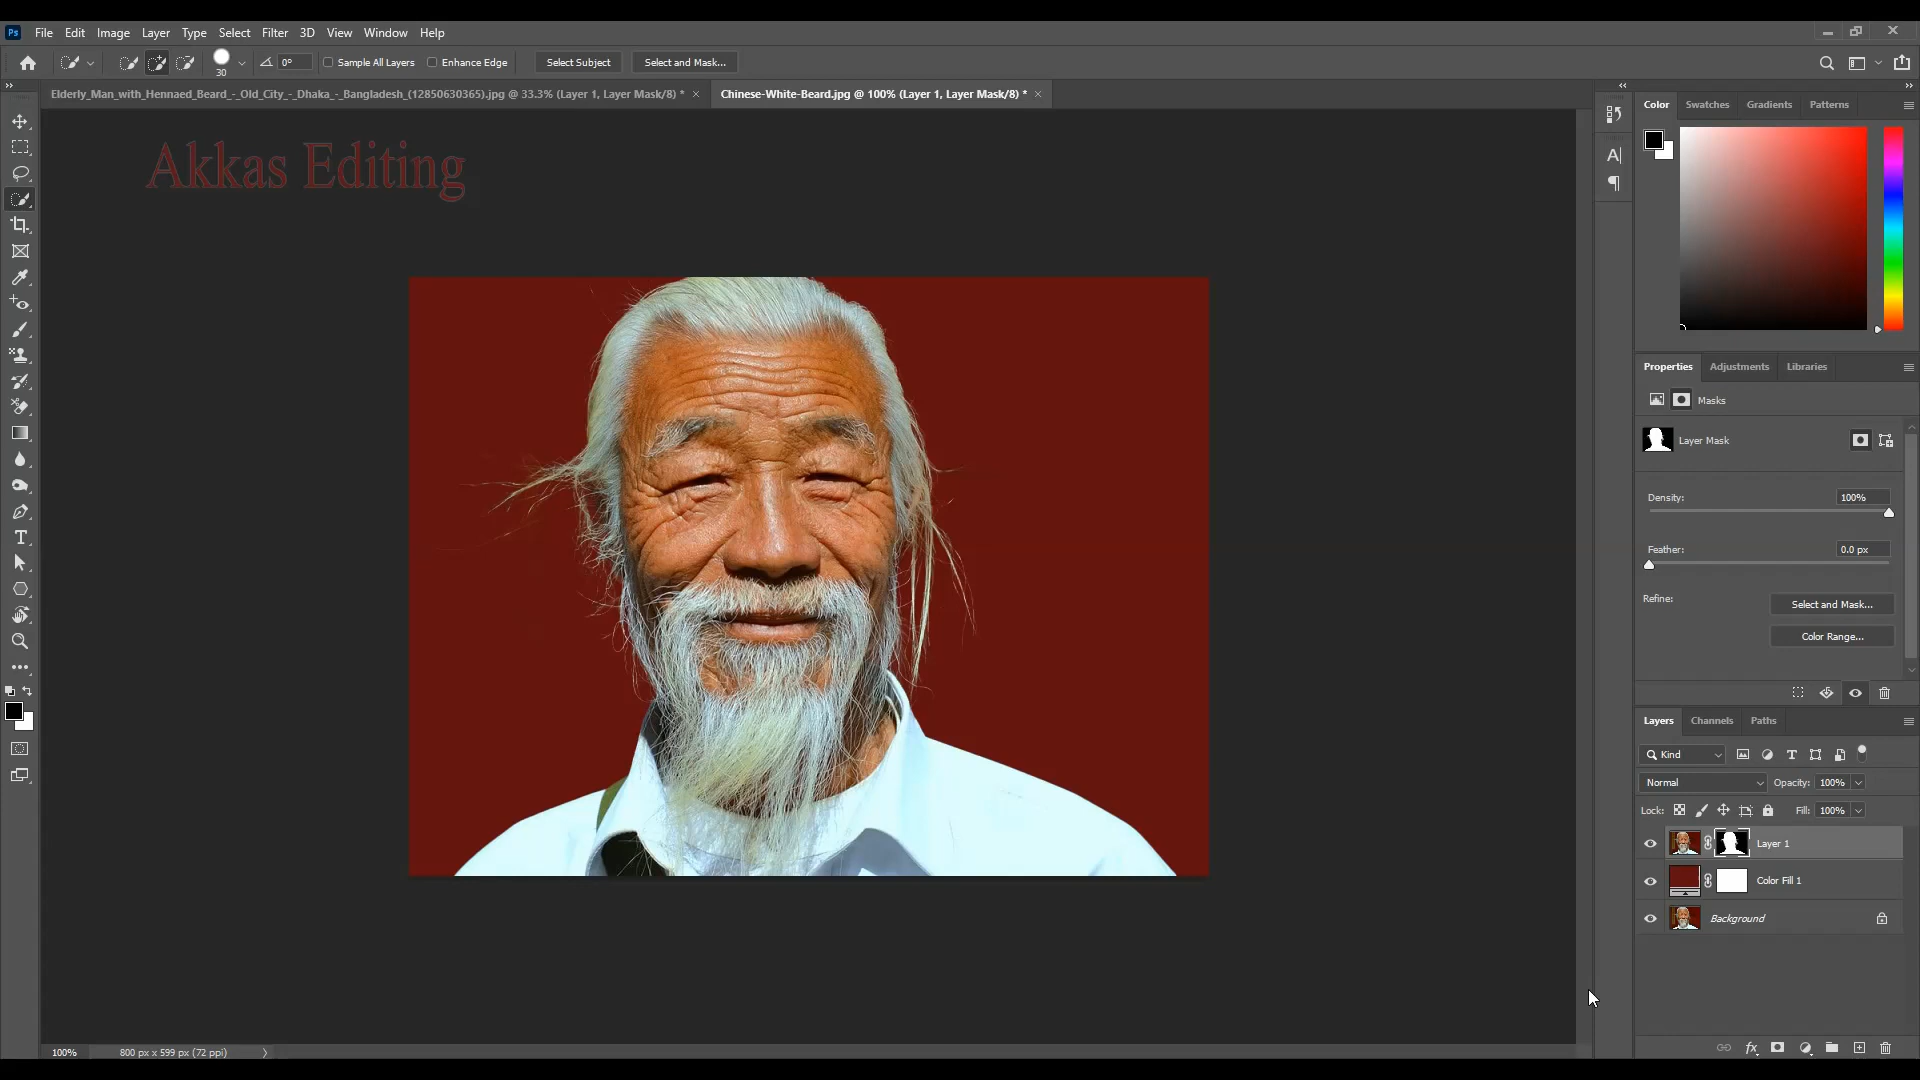 Ps File Edit Image Layer Type Select Filter 3D View Window Help
30 0° Sample All Layers Enhance Edge Select Subject Select and Mask...
Elderly_Man_with_Hennaed_Beard_-_Old_City_-_Dhaka_-_Bangladesh_(12850630365).jpg @ 33.3% (Layer 1, Layer Mask/8) * × Chinese-White-Beard.jpg @ 100% (Layer 1, Layer Mask/8) * ×
Akkas Editing
Color Swatches Gradients Patterns
Properties Adjustments Libraries
Masks
Layer Mask
Density: 100%
Feather: 0.0 px
Refine: Select and Mask...
Color Range...
Layers Channels Paths
Kind
Normal Opacity: 100%
Lock: Fill: 100%
Layer 1
Color Fill 1
Background
100% 800 px x 599 px (72 ppi)